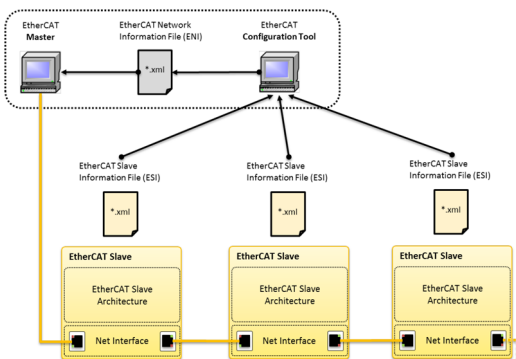 EtherCAT
Master
EtherCAT Network
Information File (ENI)
EtherCAT
Configuration Tool
*.xml
EtherCAT Slave
Information File (ESI)
EtherCAT Slave
Information File (ESI)
EtherCAT Slave
Information File (ESI)
*.xml
*.xml
*.xml
EtherCAT Slave
EtherCAT Slave
EtherCAT Slave
EtherCAT Slave
Architecture
EtherCAT Slave
Architecture
EtherCAT Slave
Architecture
Net Interface
Net Interface
Net Interface